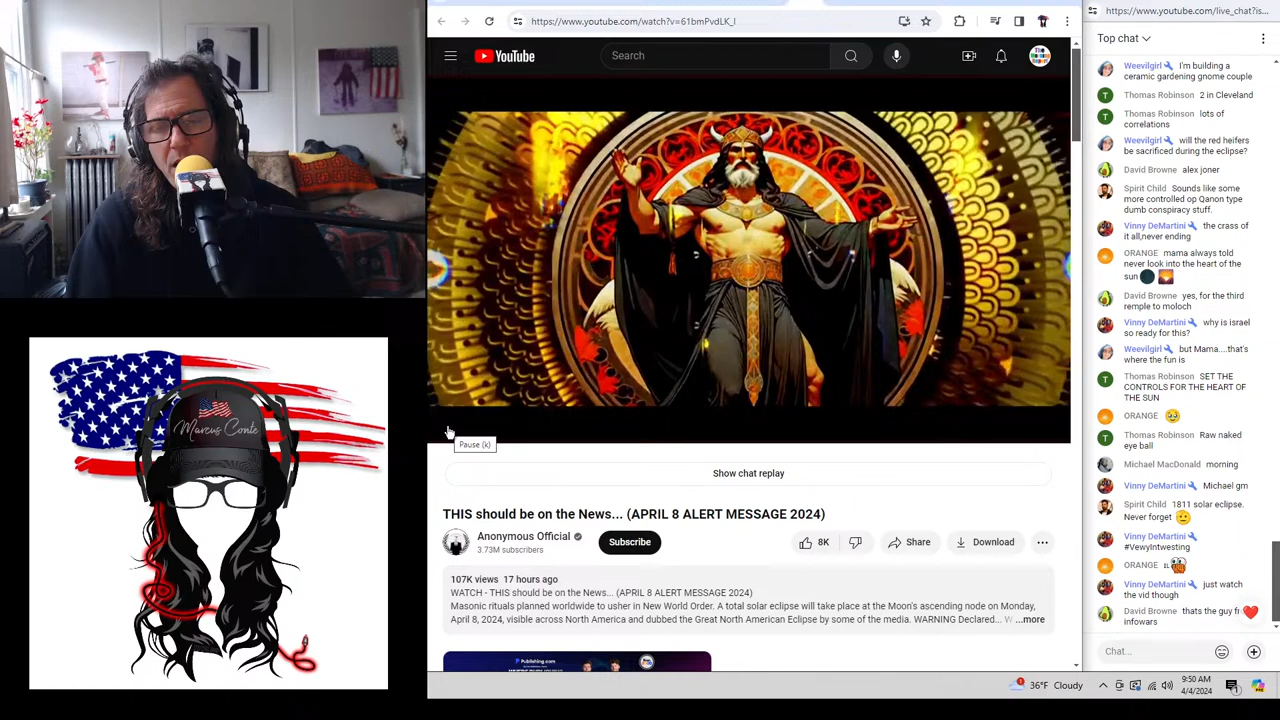 https://www.youtube.com/watch?v=61bmPvdLK_I
https://www.youtube.com/live_chat?is...
YouTube
Search
Pause (k)
Show chat replay
THIS should be on the News... (APRIL 8 ALERT MESSAGE 2024)
Anonymous Official
3.73M subscribers
Subscribe
8K
Share
Download
107K views 17 hours ago
WATCH - THIS should be on the News... (APRIL 8 ALERT MESSAGE 2024)
Masonic rituals planned worldwide to usher in New World Order. A total solar eclipse will take place at the Moon's ascending node on Monday,
April 8, 2024, visible across North America and dubbed the Great North American Eclipse by some of the media. WARNING Declared...
...more
Publishing.com
Marcus Conte
Top chat
Weevilgirl I'm building a
ceramic gardening gnome couple
Thomas Robinson 2 in Cleveland
Thomas Robinson lots of
correlations
Weevilgirl will the red heifers
be sacrificed during the eclipse?
David Browne alex joner
Spirit Child Sounds like some
more controlled op Qanon type
dumb conspiracy stuff.
Vinny DeMartini the crass of
it all,never ending
ORANGE mama always told
never look into the heart of the
sun
David Browne yes, for the third
remple to moloch
Vinny DeMartini why is israel
so ready for this?
Weevilgirl but Mama....that's
where the fun is
Thomas Robinson SET THE
CONTROLS FOR THE HEART OF
THE SUN
ORANGE
Thomas Robinson Raw naked
eye ball
Michael MacDonald morning
Vinny DeMartini Michael gm
Spirit Child 1811 solar eclipse.
Never forget
Vinny DeMartini
#VewyIntwesting
ORANGE
Vinny DeMartini just watch
the vid though
David Browne thats the guy
infowars
Chat...
36°F Cloudy
9:50 AM
4/4/2024